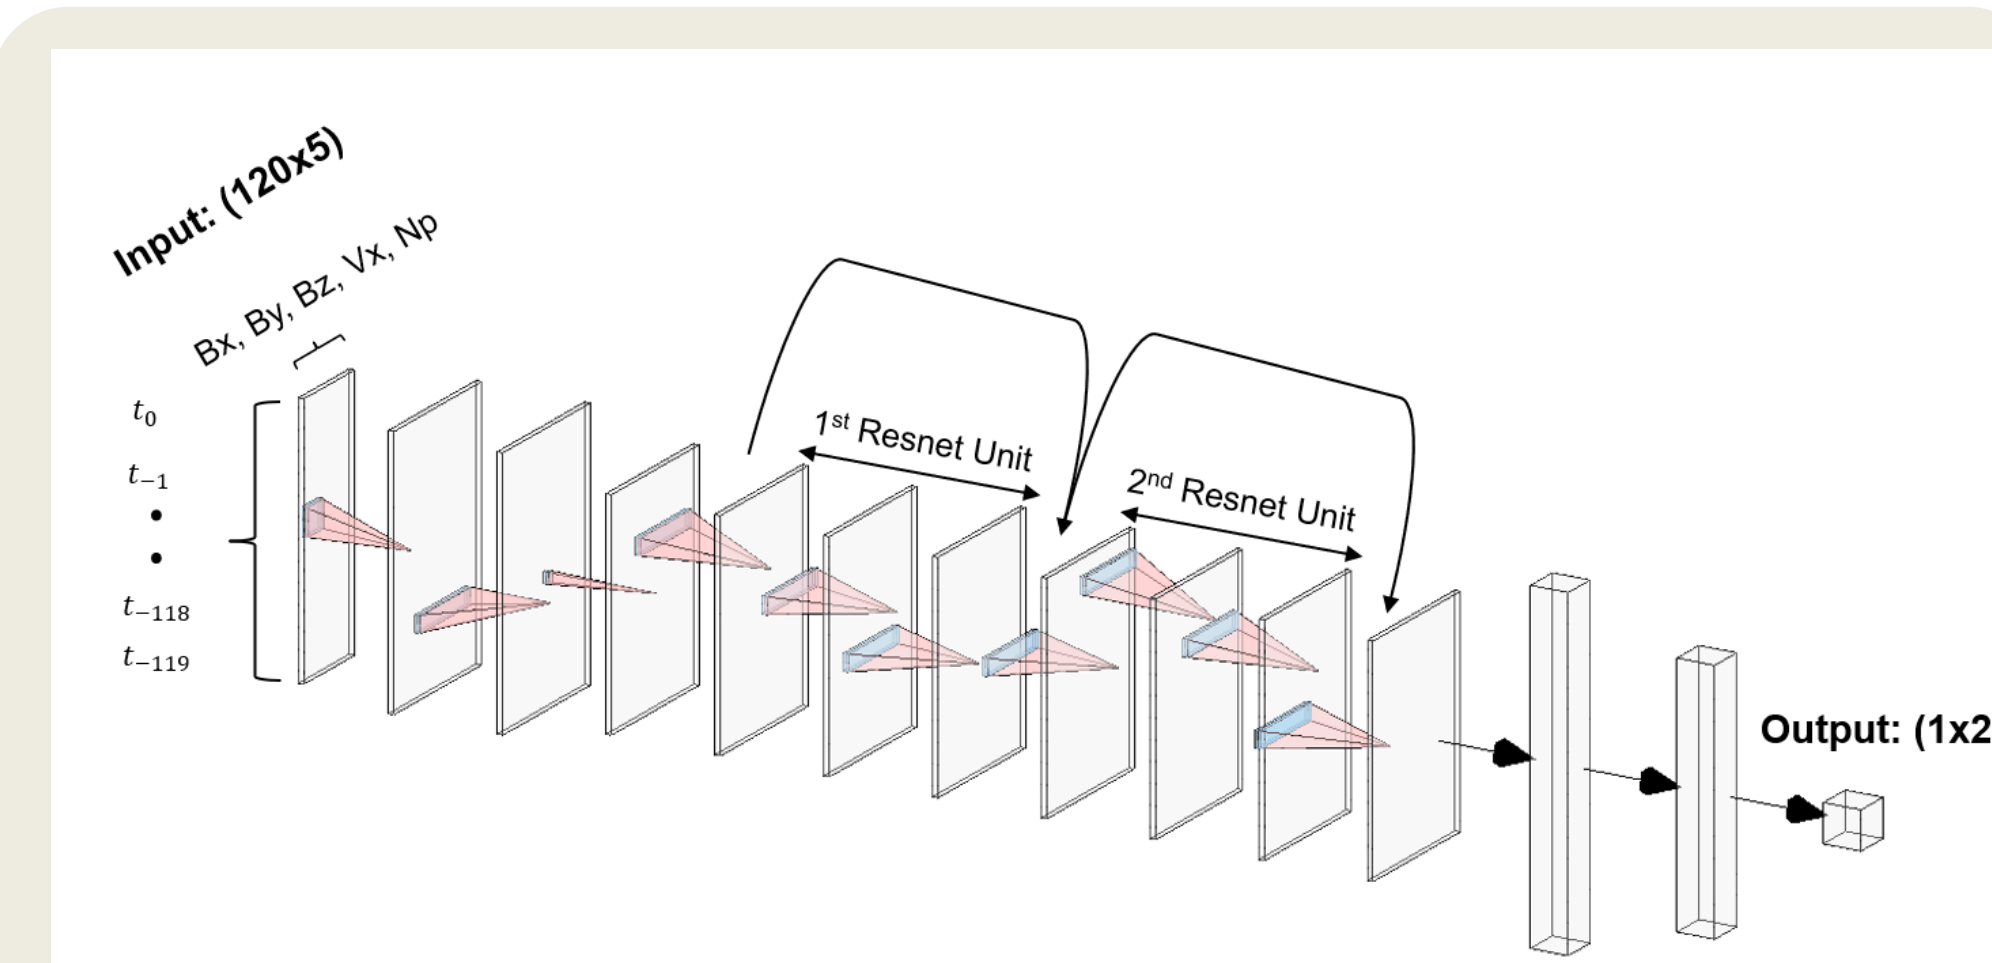 Input: (120x5)
Bx, By, Bz, Vx, Np
t₀
t₋₁
t₋₁₁₈
t₋₁₁₉
1st Resnet Unit
2nd Resnet Unit
Output: (1x2